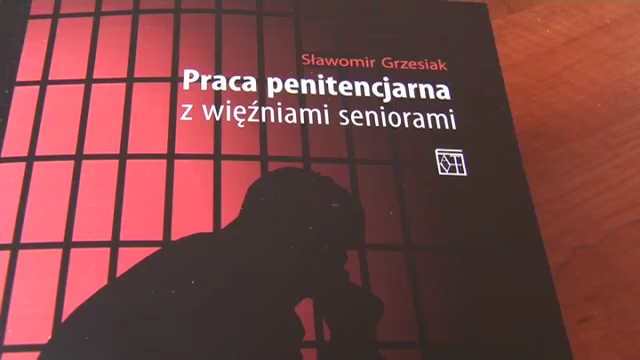 Sławomir Grzesiak
Praca penitencjarna
z więźniami seniorami